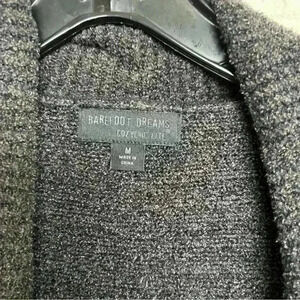 BAREFOOT DREAMS
COZYCHIC LITE
M
MADE IN
CHINA